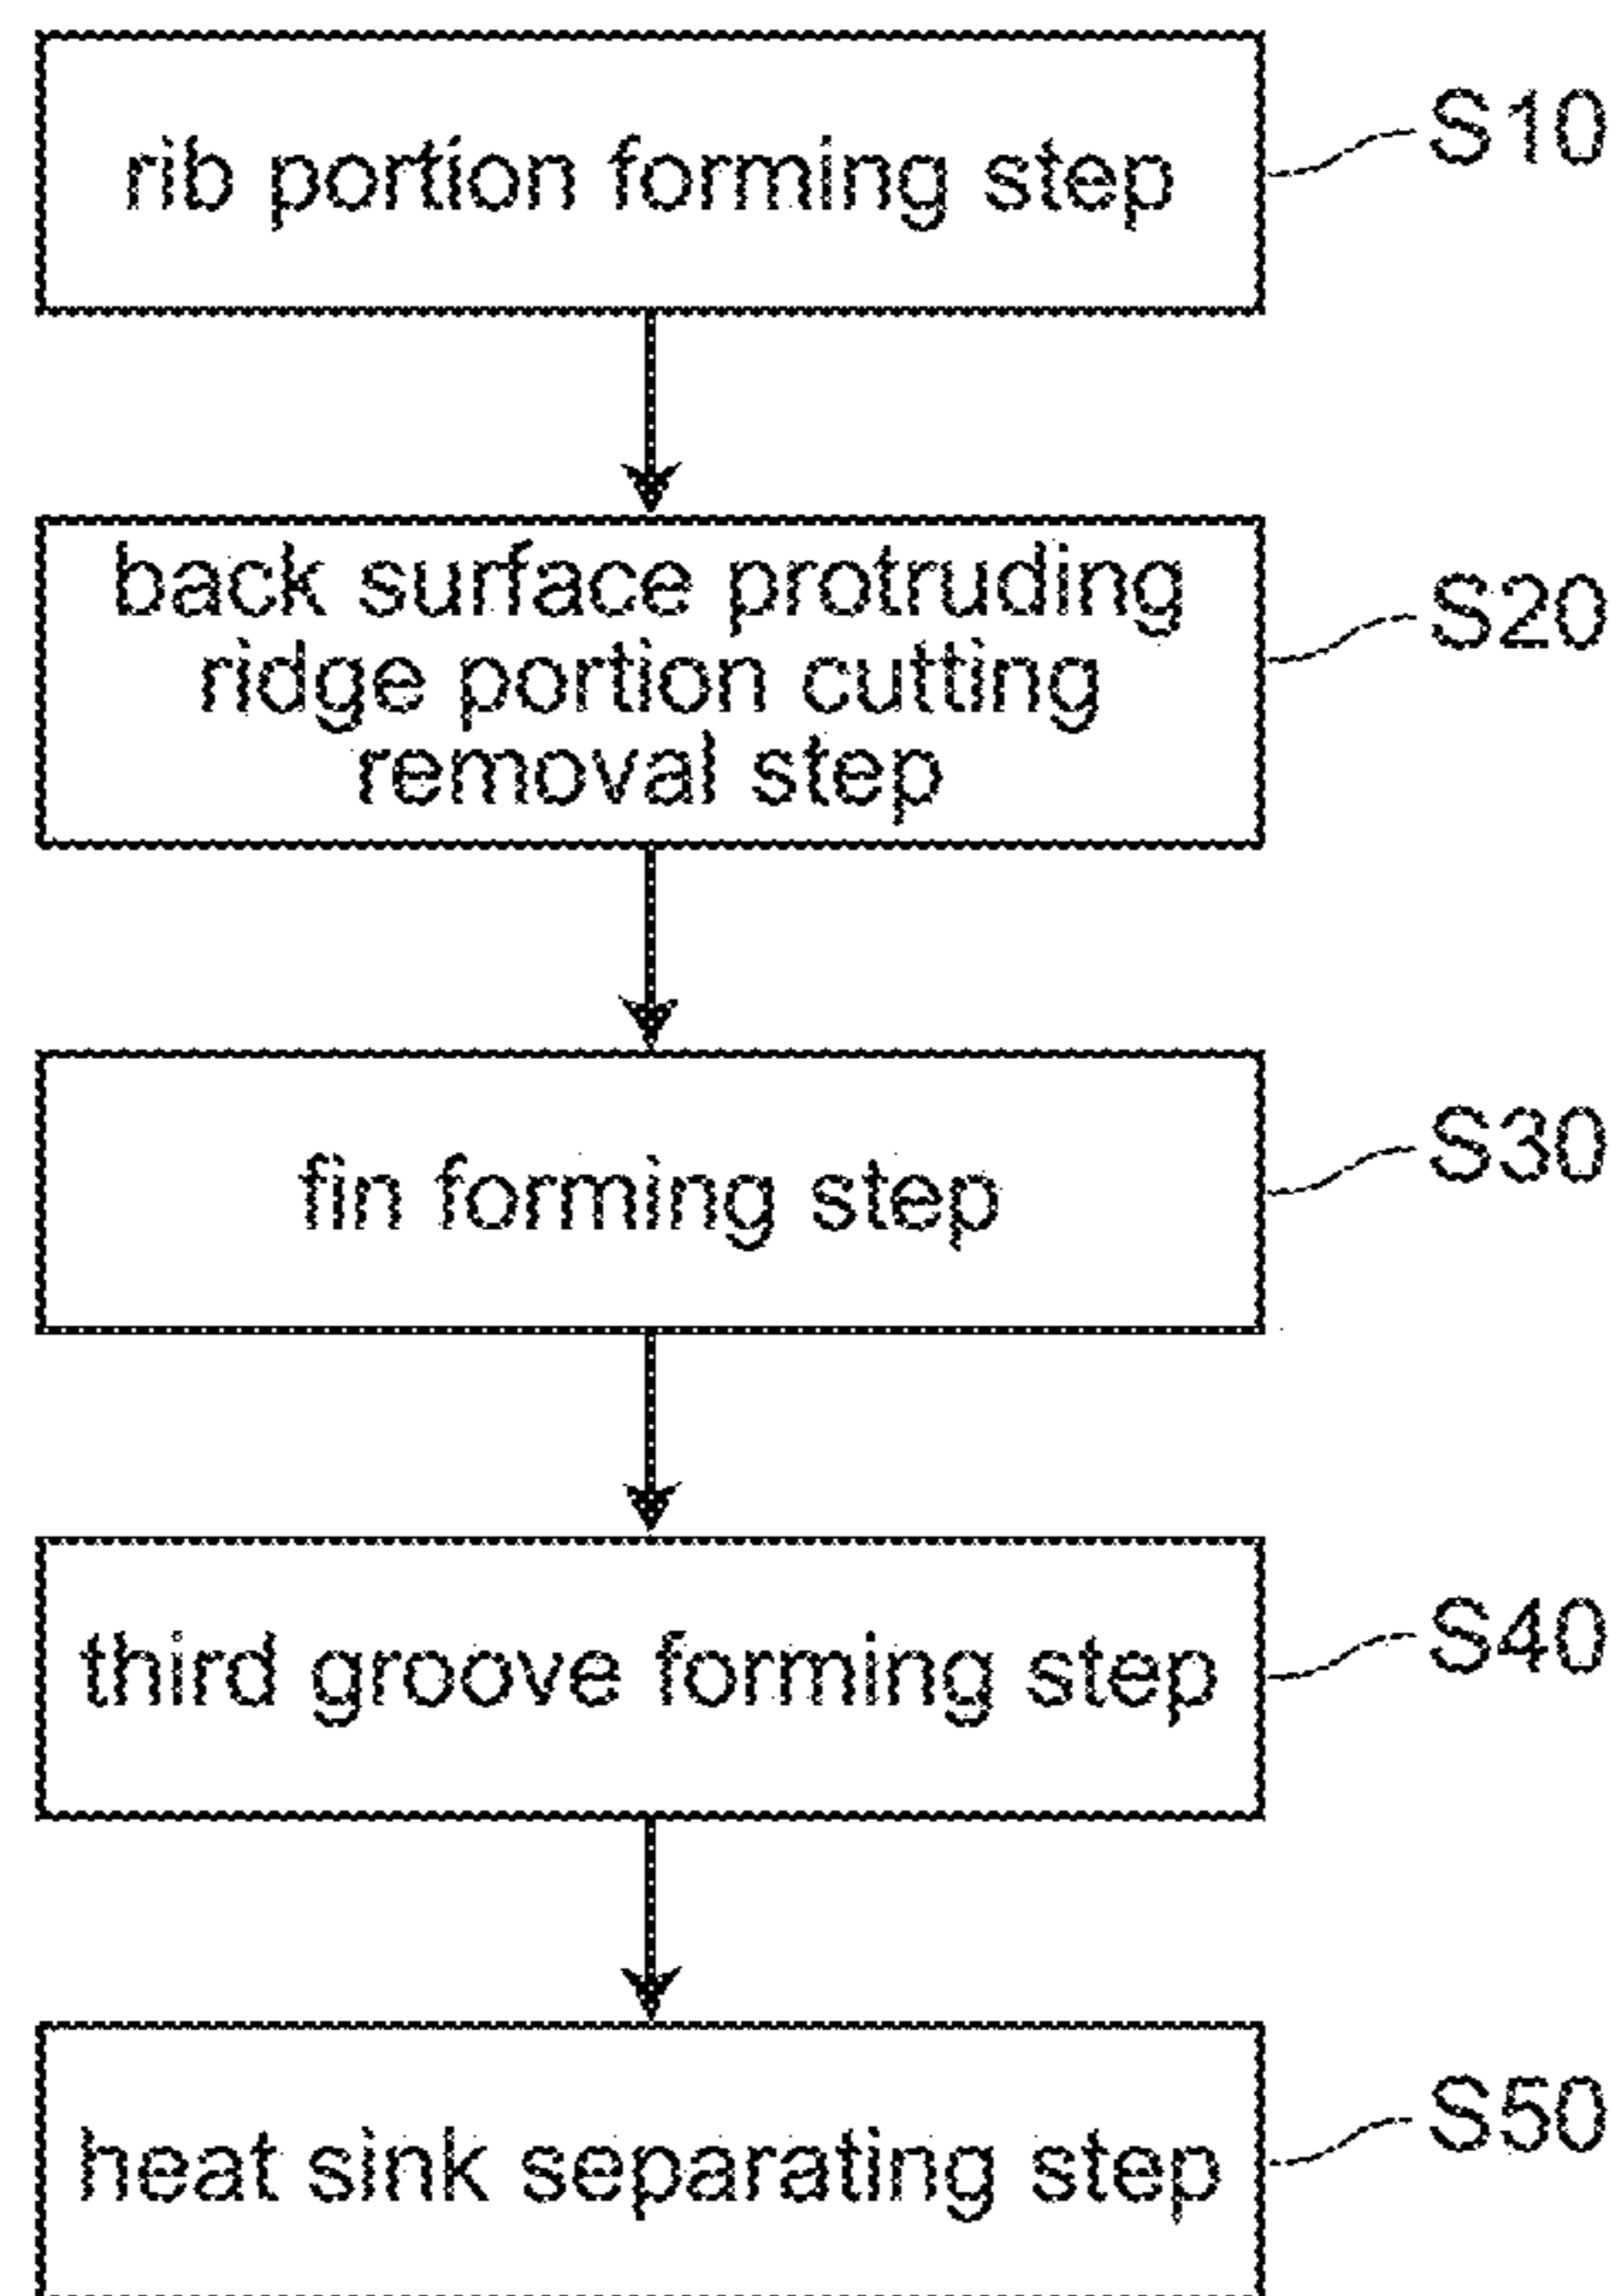 rib portion forming step
S10
back surface protruding
ridge portion cutting
removal step
S20
fin forming step
S30
third groove forming step
S40
heat sink separating step
S50